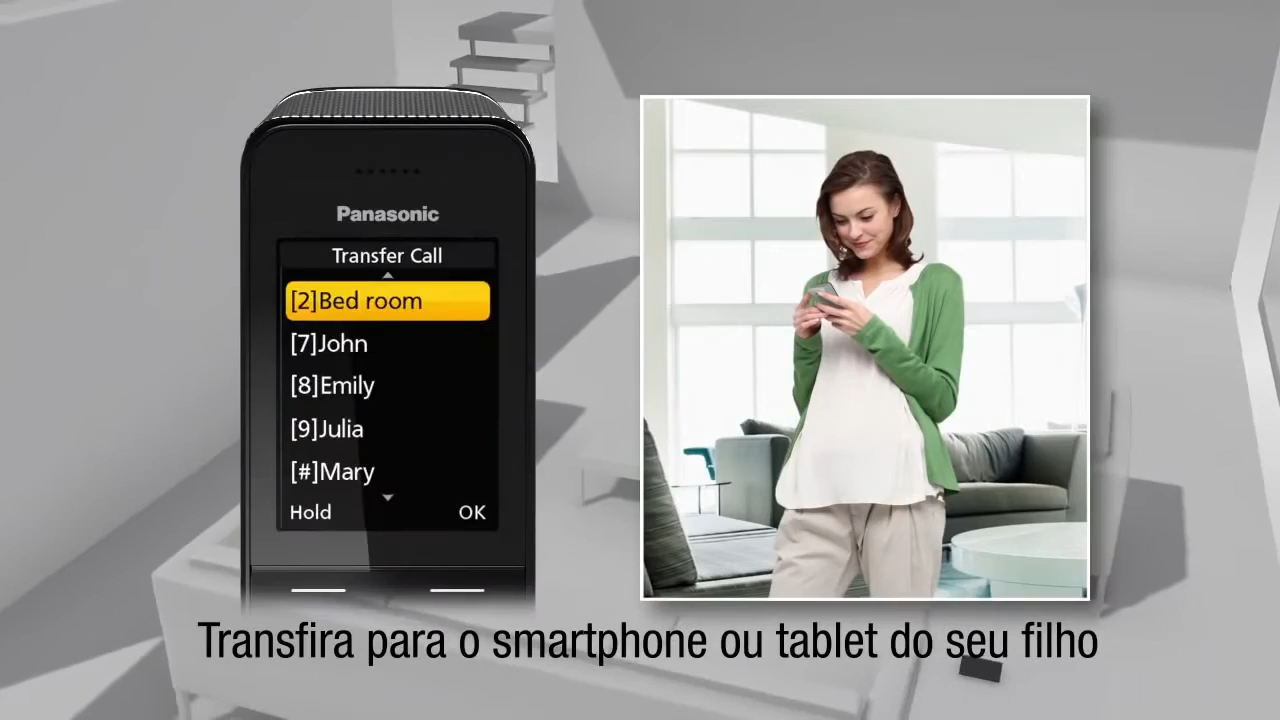 Panasonic
Transfer Call
[2]Bed room
[7]John
[8]Emily
[9]Julia
[#]Mary
Hold OK
Transfira para o smartphone ou tablet do seu filho